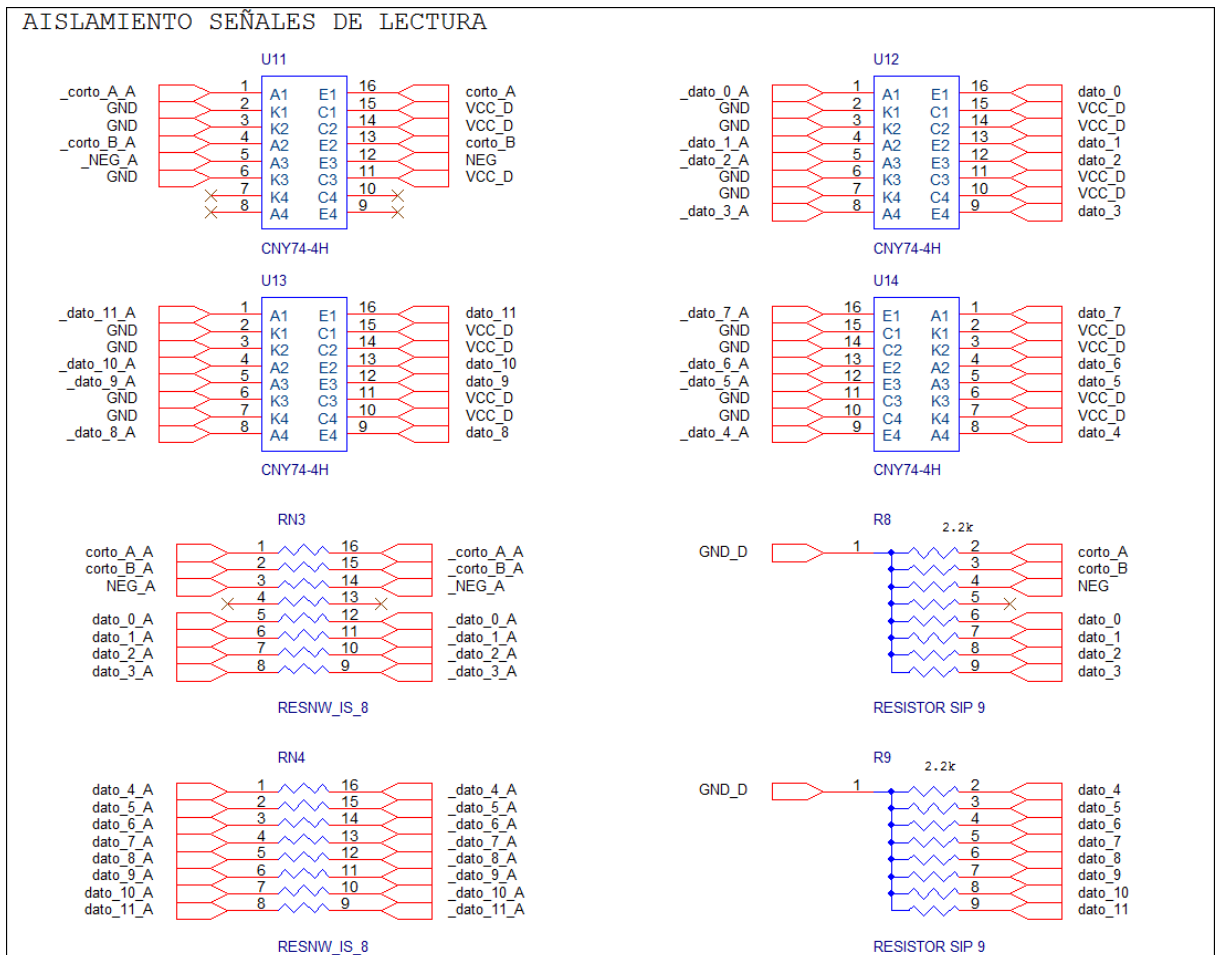 AISLAMIENTO SEÑALES DE LECTURA
U11
_corto_A_A 1 A1 E1 16 corto_A
GND 2 K1 C1 15 VCC_D
GND 3 K2 C2 14 VCC_D
_corto_B_A 4 A2 E2 13 corto_B
_NEG_A 5 A3 E3 12 NEG
GND 6 K3 C3 11 VCC_D
7 K4 C4 10
8 A4 E4 9
CNY74-4H
U12
_dato_0_A 1 A1 E1 16 dato_0
GND 2 K1 C1 15 VCC_D
GND 3 K2 C2 14 VCC_D
_dato_1_A 4 A2 E2 13 dato_1
_dato_2_A 5 A3 E3 12 dato_2
GND 6 K3 C3 11 VCC_D
GND 7 K4 C4 10 VCC_D
_dato_3_A 8 A4 E4 9 dato_3
CNY74-4H
U13
_dato_11_A 1 A1 E1 16 dato_11
GND 2 K1 C1 15 VCC_D
GND 3 K2 C2 14 VCC_D
_dato_10_A 4 A2 E2 13 dato_10
_dato_9_A 5 A3 E3 12 dato_9
GND 6 K3 C3 11 VCC_D
GND 7 K4 C4 10 VCC_D
_dato_8_A 8 A4 E4 9 dato_8
CNY74-4H
U14
_dato_7_A 16 E1 A1 1 dato_7
GND 15 C1 K1 2 VCC_D
GND 14 C2 K2 3 VCC_D
_dato_6_A 13 E2 A2 4 dato_6
_dato_5_A 12 E3 A3 5 dato_5
GND 11 C3 K3 6 VCC_D
GND 10 C4 K4 7 VCC_D
_dato_4_A 9 E4 A4 8 dato_4
CNY74-4H
RN3
corto_A_A 1 16 _corto_A_A
corto_B_A 2 15 _corto_B_A
NEG_A 3 14 _NEG_A
4 13
dato_0_A 5 12 _dato_0_A
dato_1_A 6 11 _dato_1_A
dato_2_A 7 10 _dato_2_A
dato_3_A 8 9 _dato_3_A
RESNW_IS_8
R8
2.2k
GND_D 1 2 corto_A
3 corto_B
4 NEG
5
6 dato_0
7 dato_1
8 dato_2
9 dato_3
RESISTOR SIP 9
RN4
dato_4_A 1 16 _dato_4_A
dato_5_A 2 15 _dato_5_A
dato_6_A 3 14 _dato_6_A
dato_7_A 4 13 _dato_7_A
dato_8_A 5 12 _dato_8_A
dato_9_A 6 11 _dato_9_A
dato_10_A 7 10 _dato_10_A
dato_11_A 8 9 _dato_11_A
RESNW_IS_8
R9
2.2k
GND_D 1 2 dato_4
3 dato_5
4 dato_6
5 dato_7
6 dato_8
7 dato_9
8 dato_10
9 dato_11
RESISTOR SIP 9